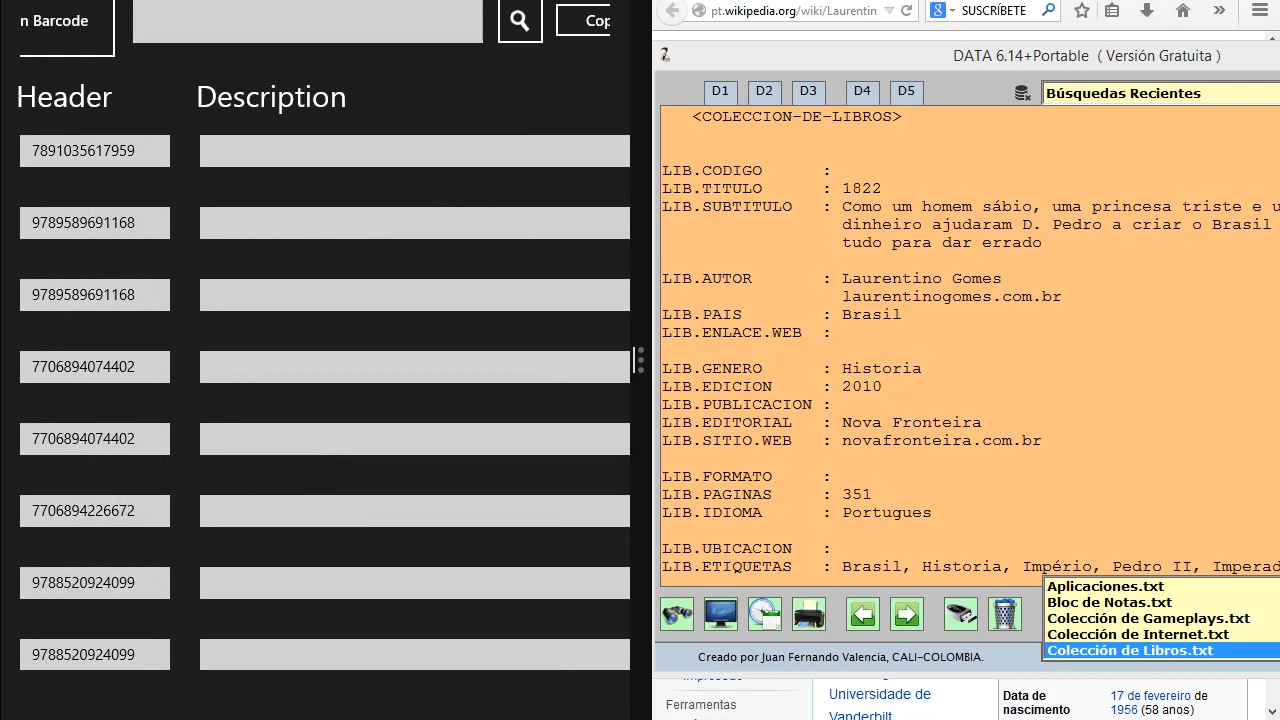 n Barcode
Cop
Header
Description
7891035617959
9789589691168
9789589691168
7706894074402
7706894074402
7706894226672
9788520924099
9788520924099
pt.wikipedia.org/wiki/Laurentin
SUSCRÍBETE
DATA 6.14+Portable ( Versión Gratuita )
D1 D2 D3 D4 D5
Búsquedas Recientes
<COLECCION-DE-LIBROS>
LIB.CODIGO :
LIB.TITULO : 1822
LIB.SUBTITULO : Como um homem sábio, uma princesa triste e u
dinheiro ajudaram D. Pedro a criar o Brasil
tudo para dar errado
LIB.AUTOR : Laurentino Gomes
laurentinogomes.com.br
LIB.PAIS : Brasil
LIB.ENLACE.WEB :
LIB.GENERO : Historia
LIB.EDICION : 2010
LIB.PUBLICACION :
LIB.EDITORIAL : Nova Fronteira
LIB.SITIO.WEB : novafronteira.com.br
LIB.FORMATO :
LIB.PAGINAS : 351
LIB.IDIOMA : Portugues
LIB.UBICACION :
LIB.ETIQUETAS : Brasil, Historia, Império, Pedro II, Imperad
Aplicaciones.txt
Bloc de Notas.txt
Colección de Gameplays.txt
Colección de Internet.txt
Colección de Libros.txt
Creado por Juan Fernando Valencia, CALI-COLOMBIA.
Ferramentas
Universidade de
Vanderbilt
Data de
nascimento
17 de fevereiro de
1956 (58 anos)